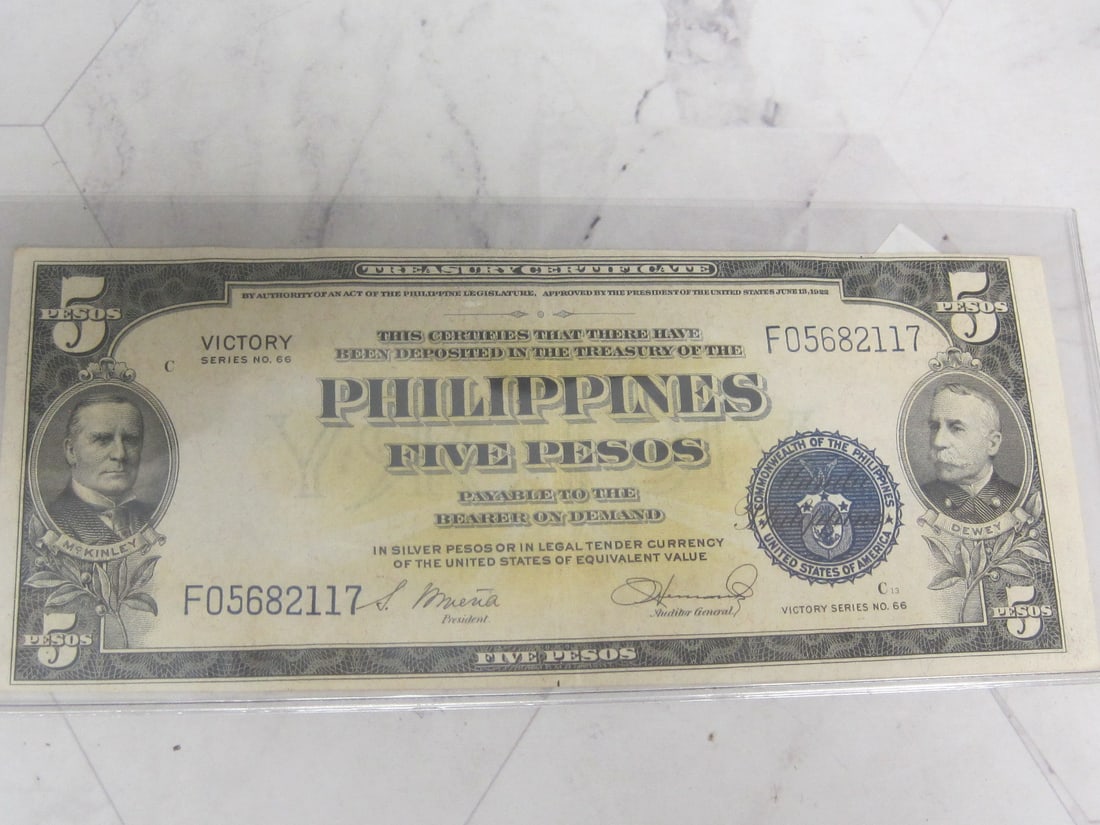 TREASURY CERTIFICATE
BY AUTHORITY OF AN ACT OF THE PHILIPPINE LEGISLATURE, APPROVED BY THE PRESIDENT OF THE UNITED STATES JUNE 13, 1922
5
PESOS
5
PESOS
VICTORY
SERIES NO. 66
C
THIS CERTIFIES THAT THERE HAVE
BEEN DEPOSITED IN THE TREASURY OF THE
F05682117
PHILIPPINES
FIVE PESOS
PAYABLE TO THE
BEARER ON DEMAND
IN SILVER PESOS OR IN LEGAL TENDER CURRENCY
OF THE UNITED STATES OF EQUIVALENT VALUE
COMMONWEALTH OF THE PHILIPPINES
UNITED STATES OF AMERICA
McKINLEY
DEWEY
F05682117
S. Osmeña
President
Auditor General
C 13
VICTORY SERIES NO. 66
PESOS
5
PESOS
5
FIVE PESOS